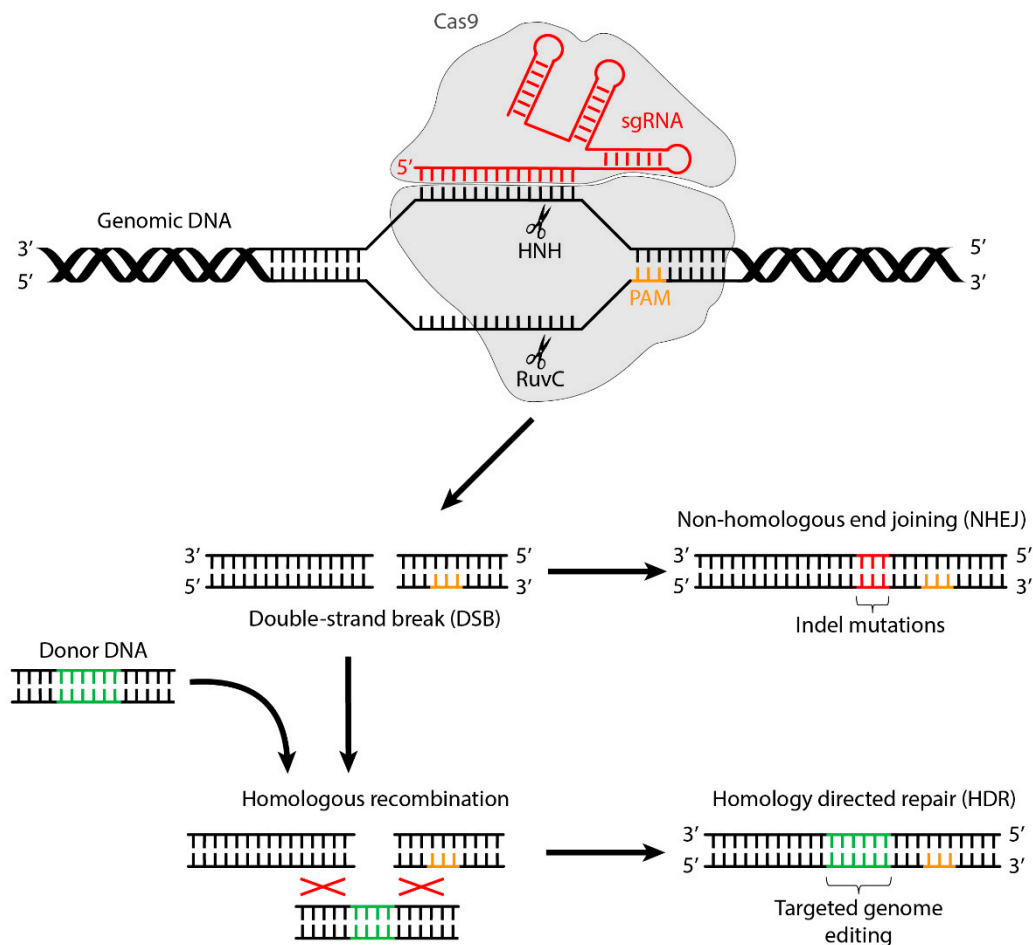 Cas9
sgRNA
5’
Genomic DNA
HNH
3’
5’
5’
3’
PAM
RuvC
Non-homologous end joining (NHEJ)
3’
5’
3’
5’
5’
3’
5’
3’
Double-strand break (DSB)
Indel mutations
Donor DNA
Homologous recombination
Homology directed repair (HDR)
3’
5’
5’
3’
Targeted genome
editing